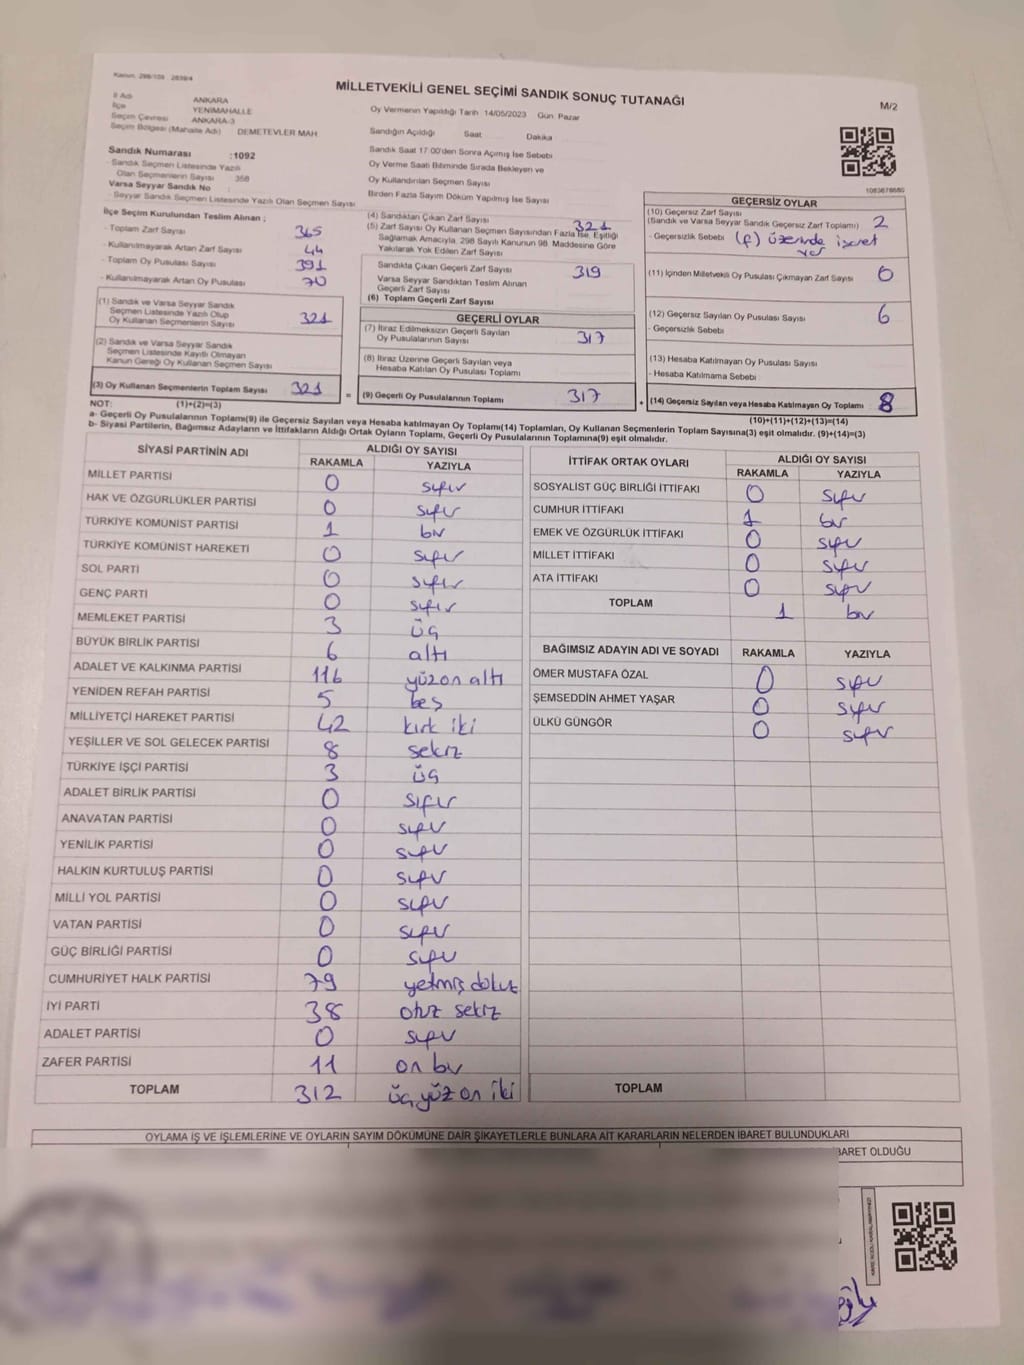 Kanun: 298/105 2839/4
MİLLETVEKİLİ GENEL SEÇİMİ SANDIK SONUÇ TUTANAĞI
M/2
İl Adı ANKARA
İlçe YENİMAHALLE
Seçim Çevresi ANKARA-3
Seçim Bölgesi (Mahalle Adı) DEMETEVLER MAH
Oy Vermenin Yapıldığı Tarih 14/05/2023 Gün: Pazar
Sandığın Açıldığı Saat Dakika
Sandık Numarası :1092
- Sandık Seçmen Listesinde Yazılı
Olan Seçmenlerin Sayısı 358
Varsa Seyyar Sandık No :
- Seyyar Sandık Seçmen Listesinde Yazılı Olan Seçmen Sayısı
Sandık Saat 17:00'den Sonra Açılmış İse Sebebi
Oy Verme Saati Bitiminde Sırada Bekleyen ve
Oy Kullandırılan Seçmen Sayısı
Birden Fazla Sayım Döküm Yapılmış İse Sayısı
1083678680
İlçe Seçim Kurulundan Teslim Alınan ;
- Toplam Zarf Sayısı 365
- Kullanılmayarak Artan Zarf Sayısı 44
- Toplam Oy Pusulası Sayısı 391
- Kullanılmayarak Artan Oy Pusulası 70
(1) Sandık ve Varsa Seyyar Sandık
Seçmen Listesinde Yazılı Olup
Oy Kullanan Seçmenlerin Sayısı 321
(2) Sandık ve Varsa Seyyar Sandık
Seçmen Listesinde Kayıtlı Olmayan
Kanun Gereği Oy Kullanan Seçmen Sayısı
(3) Oy Kullanan Seçmenlerin Toplam Sayısı 321
(4) Sandıktan Çıkan Zarf Sayısı 321
(5) Zarf Sayısı Oy Kullanan Seçmen Sayısından Fazla İse, Eşitliği
Sağlamak Amacıyla, 298 Sayılı Kanunun 98. Maddesine Göre
Yakılarak Yok Edilen Zarf Sayısı
Sandıkta Çıkan Geçerli Zarf Sayısı 319
Varsa Seyyar Sandıktan Teslim Alınan
Geçerli Zarf Sayısı
(6) Toplam Geçerli Zarf Sayısı
GEÇERLİ OYLAR
(7) İtiraz Edilmeksizin Geçerli Sayılan
Oy Pusulalarının Sayısı 317
(8) İtiraz Üzerine Geçerli Sayılan veya
Hesaba Katılan Oy Pusulası Toplamı
= (9) Geçerli Oy Pusulalarının Toplamı 317
GEÇERSİZ OYLAR
(10) Geçersiz Zarf Sayısı
(Sandık ve Varsa Seyyar Sandık Geçersiz Zarf Toplamı) 2
- Geçersizlik Sebebi (f) üzerinde işaret
var
(11) İçinden Milletvekili Oy Pusulası Çıkmayan Zarf Sayısı 0
(12) Geçersiz Sayılan Oy Pusulası Sayısı 6
- Geçersizlik Sebebi :
(13) Hesaba Katılmayan Oy Pusulası Sayısı
- Hesaba Katılmama Sebebi :
+ (14) Geçersiz Sayılan veya Hesaba Katılmayan Oy Toplamı 8
NOT: (1)+(2)=(3)
(10)+(11)+(12)+(13)=(14)
a- Geçerli Oy Pusulasının Toplamı(9) ile Geçersiz Sayılan veya Hesaba katılmayan Oy Toplamı(14) Toplamları, Oy Kullanan Seçmenlerin Toplam Sayısına(3) eşit olmalıdır. (9)+(14)=(3)
b- Siyasi Partilerin, Bağımsız Adayların ve İttifakların Aldığı Oyların Toplamı, Geçerli Oy Pusulalarının Toplamına(9) eşit olmalıdır.
SİYASİ PARTİNİN ADI ALDIĞI OY SAYISI
RAKAMLA YAZIYLA
MİLLET PARTİSİ 0 sıfır
HAK VE ÖZGÜRLÜKLER PARTİSİ 0 sıfır
TÜRKİYE KOMÜNİST PARTİSİ 1 bir
TÜRKİYE KOMÜNİST HAREKETİ 0 sıfır
SOL PARTİ 0 sıfır
GENÇ PARTİ 0 sıfır
MEMLEKET PARTİSİ 3 üç
BÜYÜK BİRLİK PARTİSİ 6 altı
ADALET VE KALKINMA PARTİSİ 116 yüzon altı
YENİDEN REFAH PARTİSİ 5 beş
MİLLİYETÇİ HAREKET PARTİSİ 42 kırk iki
YEŞİLLER VE SOL GELECEK PARTİSİ 8 sekiz
TÜRKİYE İŞÇİ PARTİSİ 3 üç
ADALET BİRLİK PARTİSİ 0 sıfır
ANAVATAN PARTİSİ 0 sıfır
YENİLİK PARTİSİ 0 sıfır
HALKIN KURTULUŞ PARTİSİ 0 sıfır
MİLLİ YOL PARTİSİ 0 sıfır
VATAN PARTİSİ 0 sıfır
GÜÇ BİRLİĞİ PARTİSİ 0 sıfır
CUMHURİYET HALK PARTİSİ 79 yetmiş dokuz
İYİ PARTİ 38 otuz sekiz
ADALET PARTİSİ 0 sıfır
ZAFER PARTİSİ 11 on bir
TOPLAM 312 üç yüz on iki
İTTİFAK ORTAK OYLARI ALDIĞI OY SAYISI
RAKAMLA YAZIYLA
SOSYALİST GÜÇ BİRLİĞİ İTTİFAKI 0 sıfır
CUMHUR İTTİFAKI 1 bir
EMEK VE ÖZGÜRLÜK İTTİFAKI 0 sıfır
MİLLET İTTİFAKI 0 sıfır
ATA İTTİFAKI 0 sıfır
TOPLAM 1 bir
BAĞIMSIZ ADAYIN ADI VE SOYADI RAKAMLA YAZIYLA
ÖMER MUSTAFA ÖZAL 0 sıfır
ŞEMSEDDİN AHMET YAŞAR 0 sıfır
ÜLKÜ GÜNGÖR 0 sıfır
TOPLAM
OYLAMA İŞ VE İŞLEMLERİNE VE OYLARIN SAYIM DÖKÜMÜNE DAİR ŞİKAYETLERLE BUNLARA AİT KARARLARIN NELERDEN İBARET BULUNDUKLARI
BARET OLDUĞU